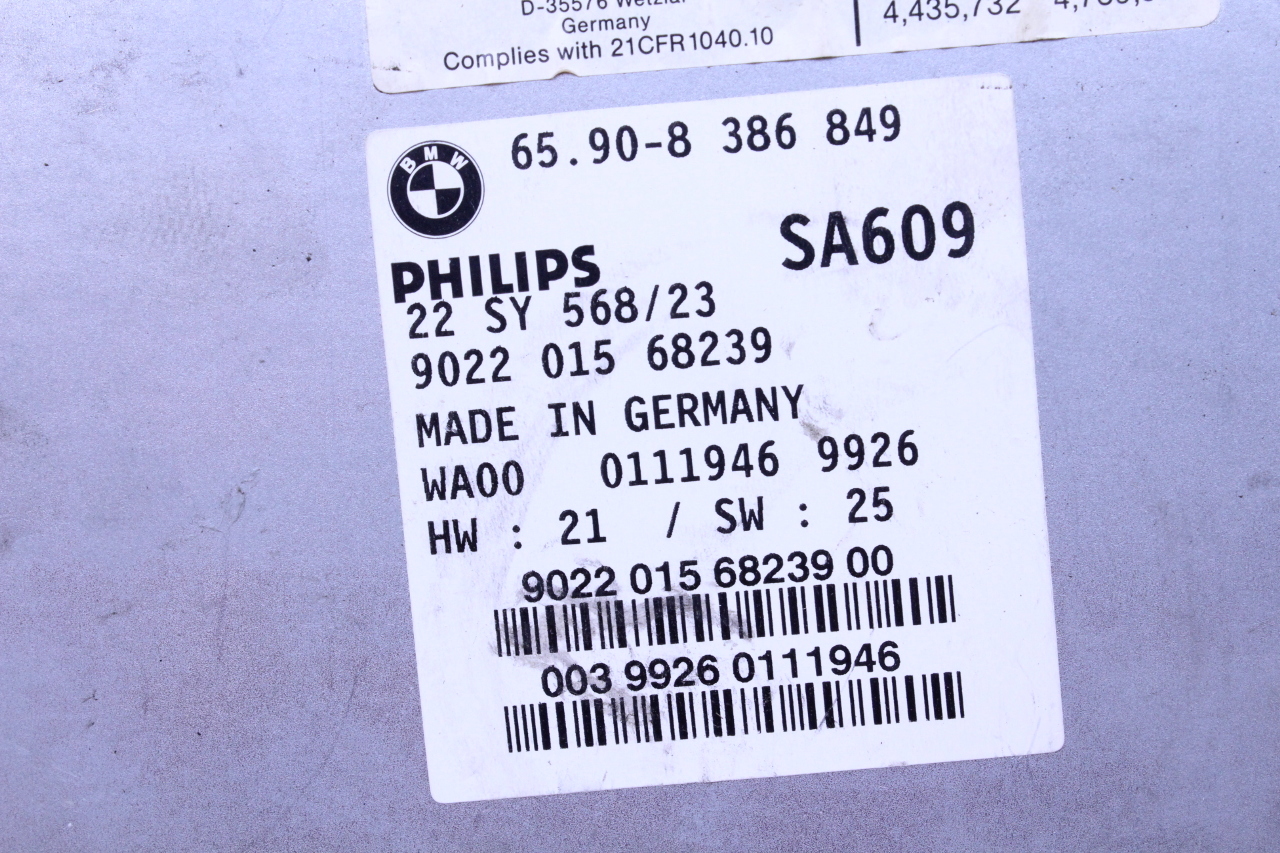 D-35576 Wetzlar
Germany
Complies with 21CFR1040.10
4,435,732
BMW
65.90-8 386 849
SA609
PHILIPS
22 SY 568/23
9022 015 68239
MADE IN GERMANY
WA00 0111946 9926
HW : 21 / SW : 25
9022 015 68239 00
003 9926 0111946